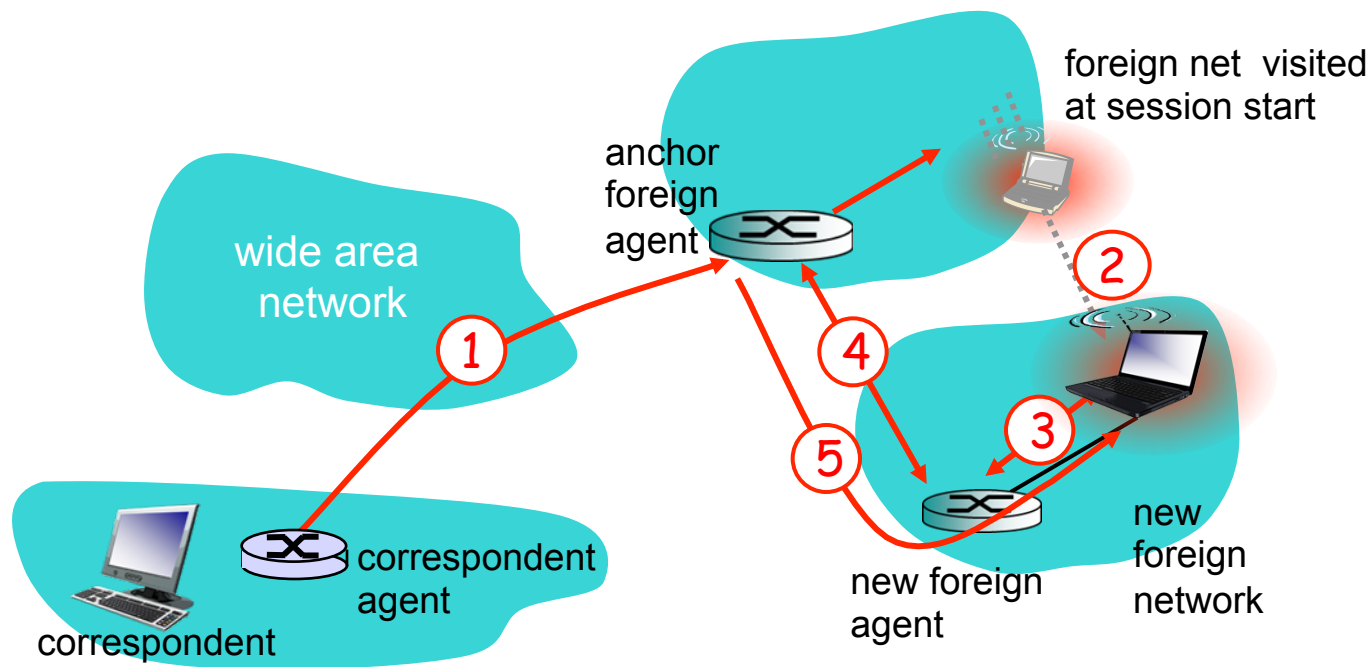 foreign net visited
at session start
anchor
foreign
agent
wide area
network
2
1
4
3
5
correspondent
agent
correspondent
new foreign
agent
new
foreign
network